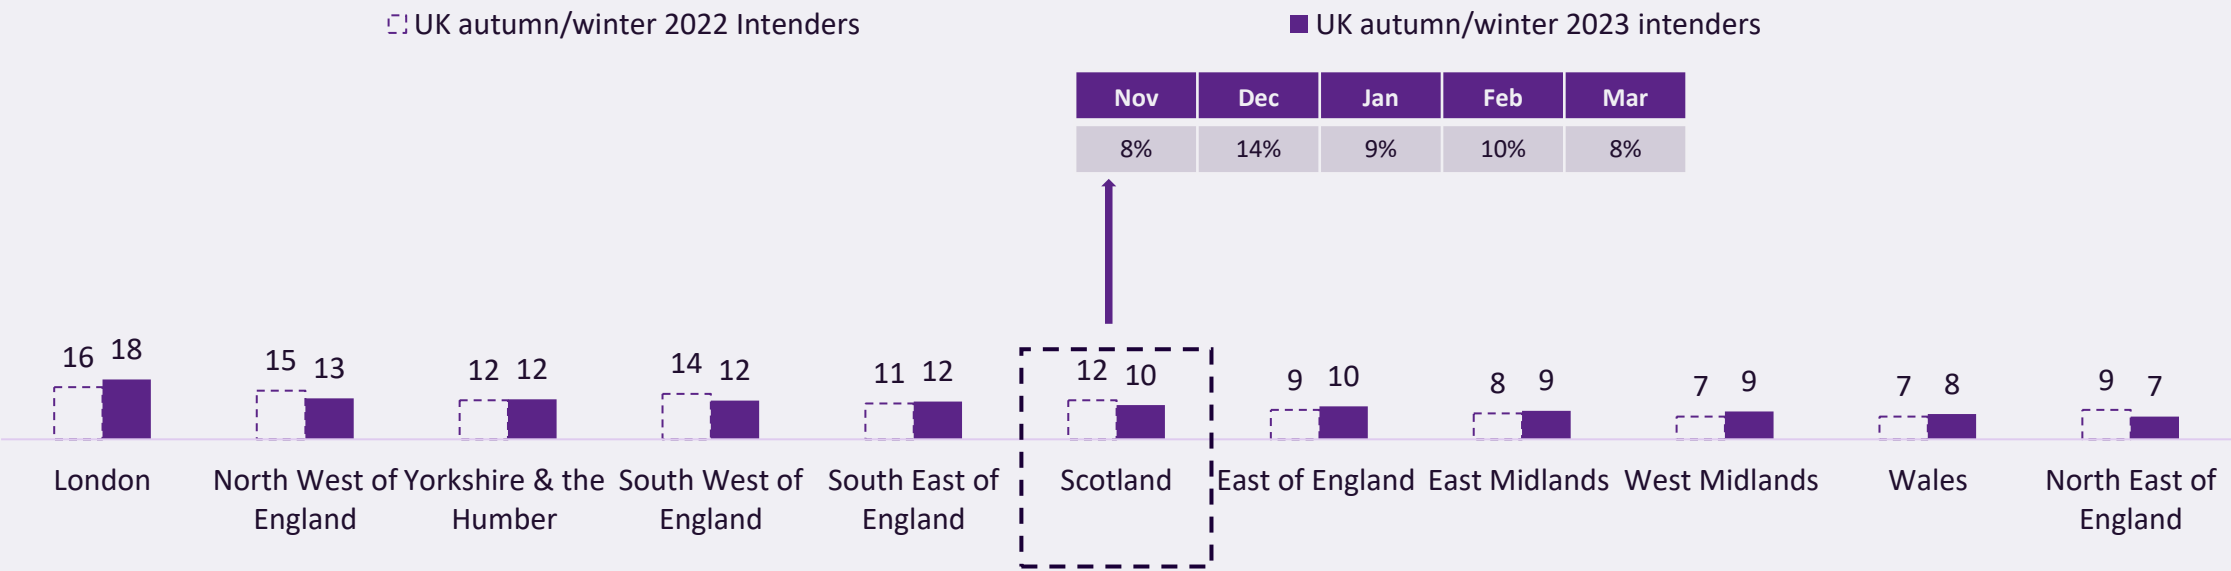 UK autumn/winter 2022 Intenders
UK autumn/winter 2023 intenders
Nov Dec Jan Feb Mar
8% 14% 9% 10% 8%
16 18 15 13 12 12 14 12 11 12 12 10 9 10 8 9 7 9 7 8 9 7
London North West of Yorkshire & the South West of South East of Scotland East of England East Midlands West Midlands Wales North East of
England Humber England England England